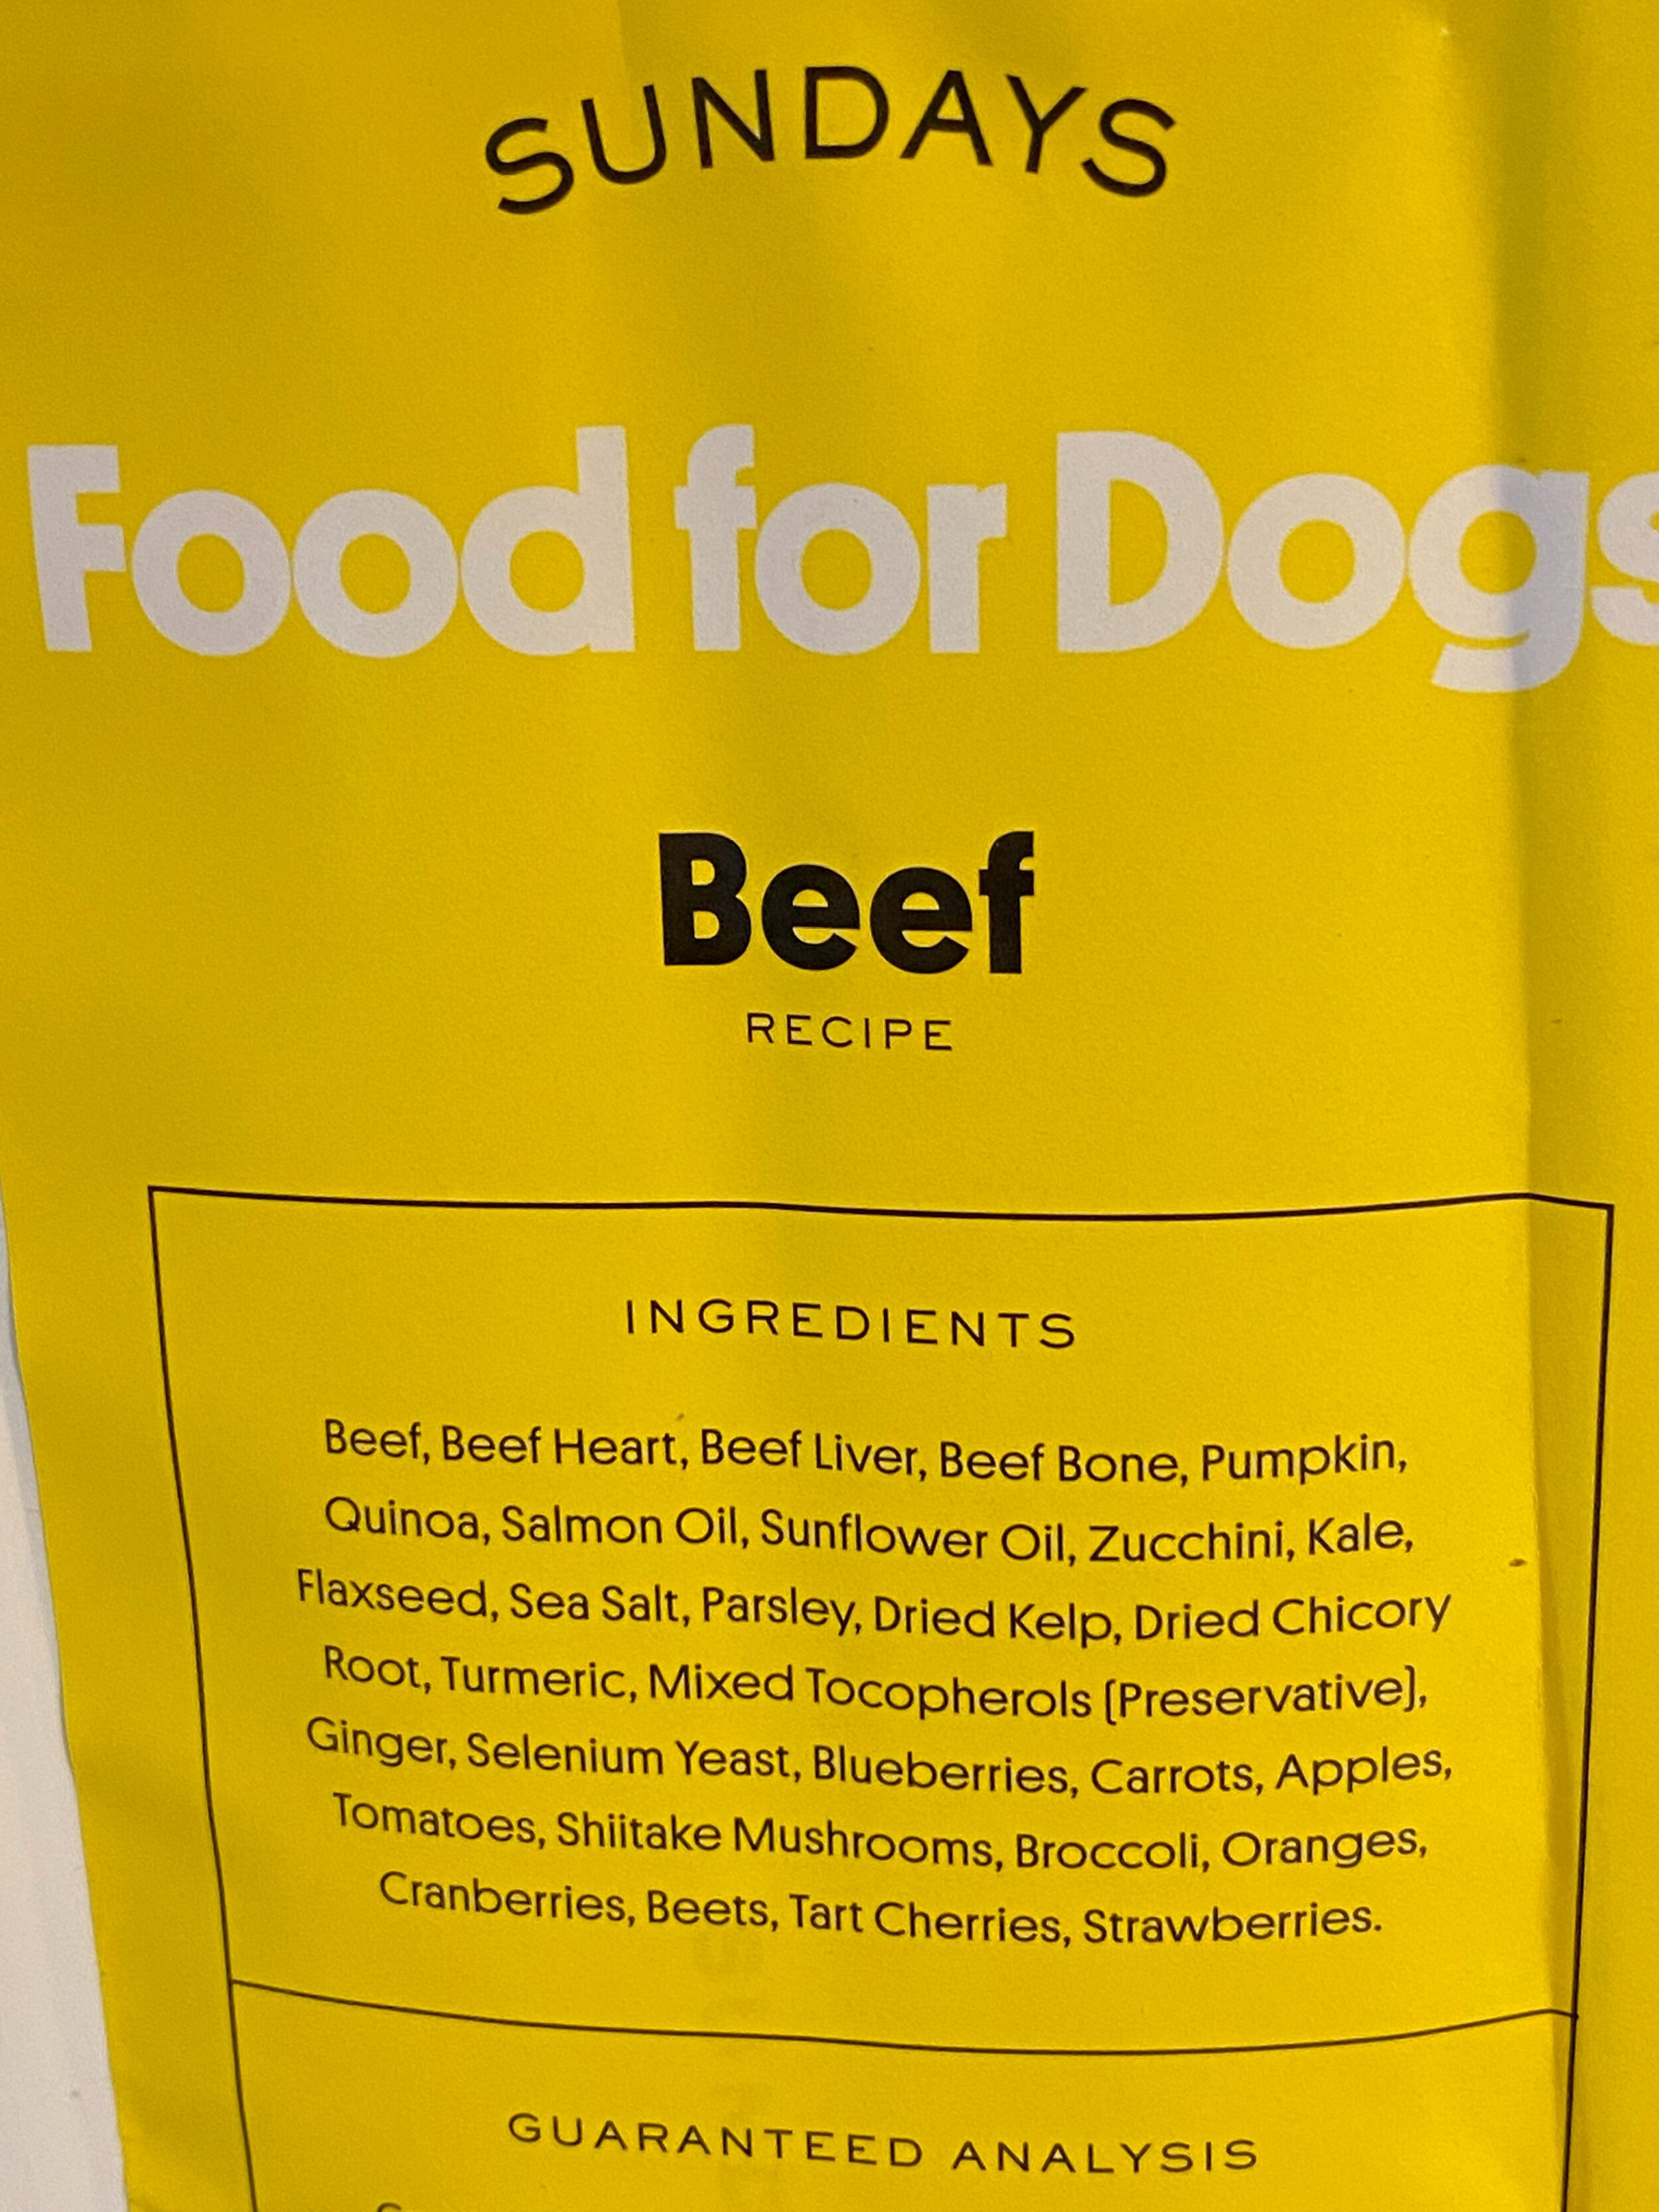 SUNDAYS
Food for Dogs
Beef
RECIPE
INGREDIENTS
Beef, Beef Heart, Beef Liver, Beef Bone, Pumpkin,
Quinoa, Salmon Oil, Sunflower Oil, Zucchini, Kale,
Flaxseed, Sea Salt, Parsley, Dried Kelp, Dried Chicory
Root, Turmeric, Mixed Tocopherols (Preservative),
Ginger, Selenium Yeast, Blueberries, Carrots, Apples,
Tomatoes, Shiitake Mushrooms, Broccoli, Oranges,
Cranberries, Beets, Tart Cherries, Strawberries.
GUARANTEED ANALYSIS